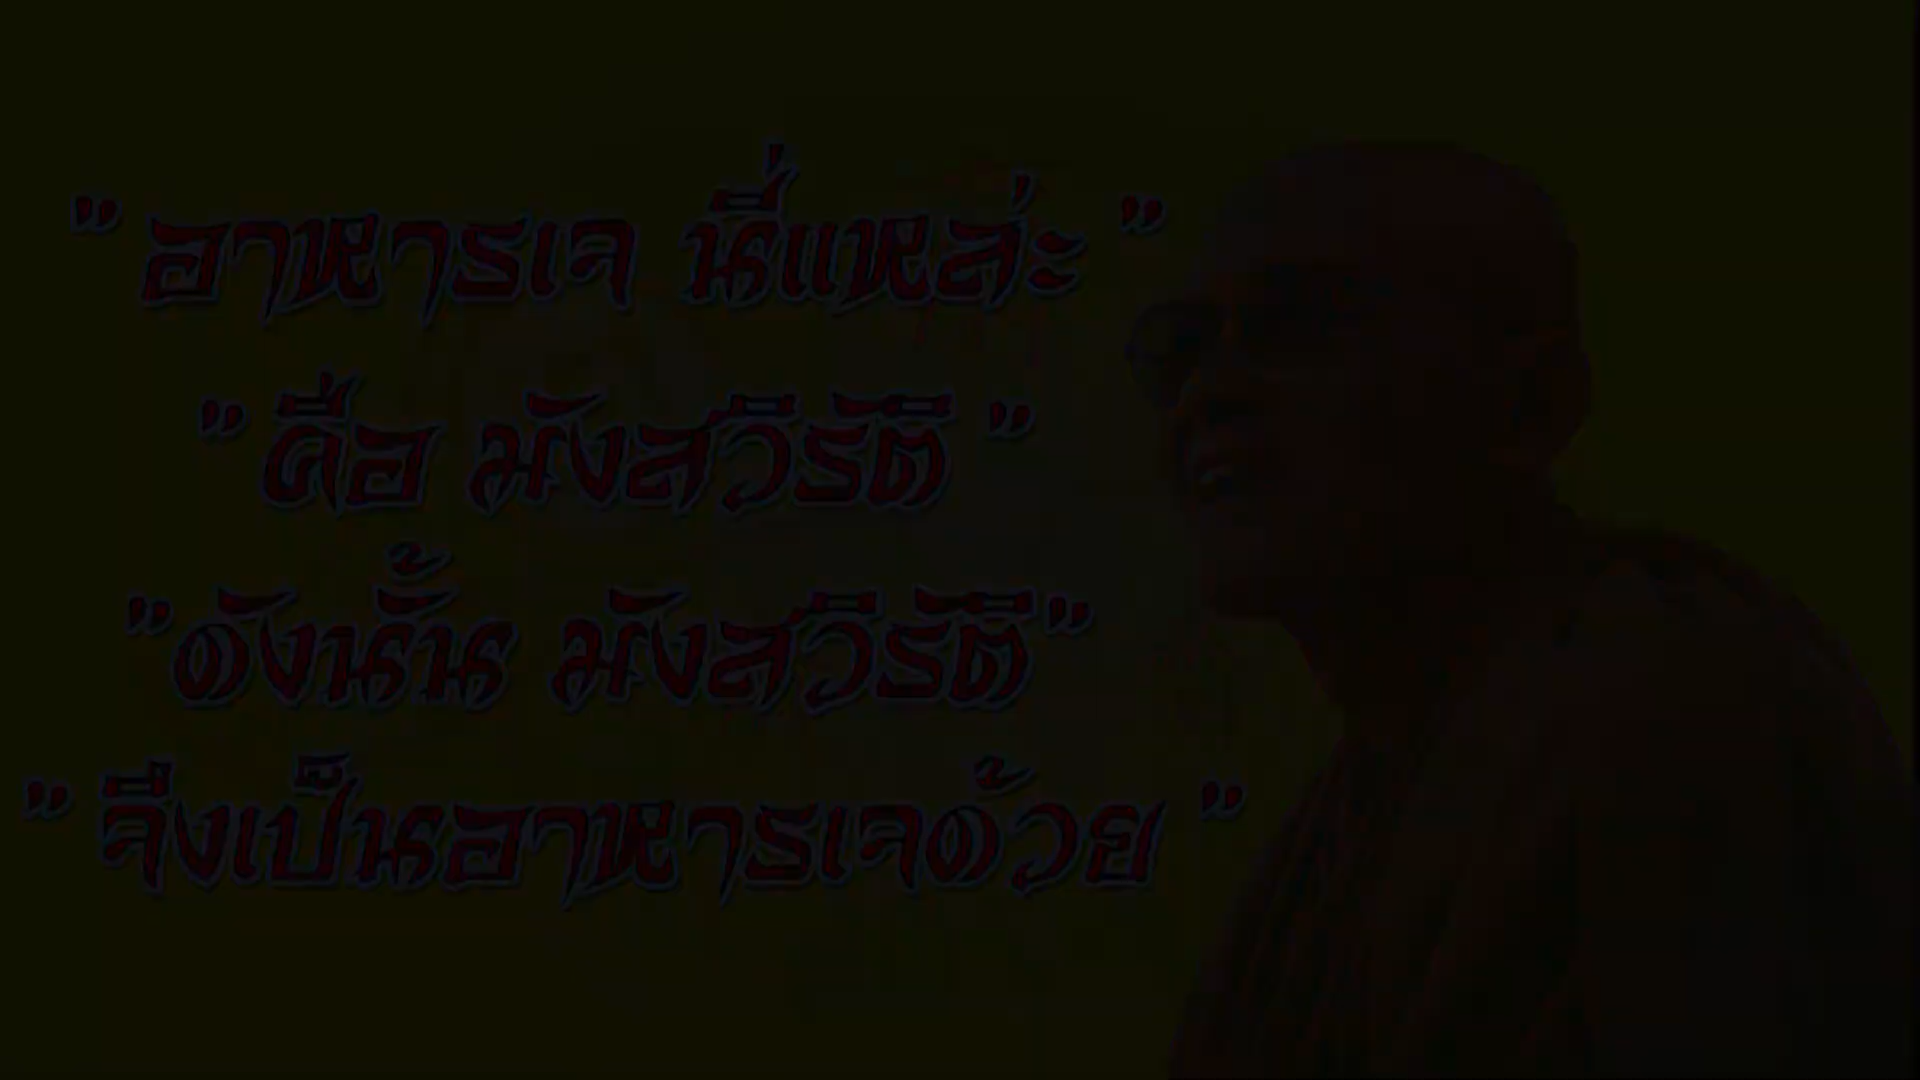 " อาหารเจ นี่แหล่ะ "
" คือ มังสวิรัติ "
"ดังนั้น มังสวิรัติ"
" จึงเป็นอาหารเจด้วย "